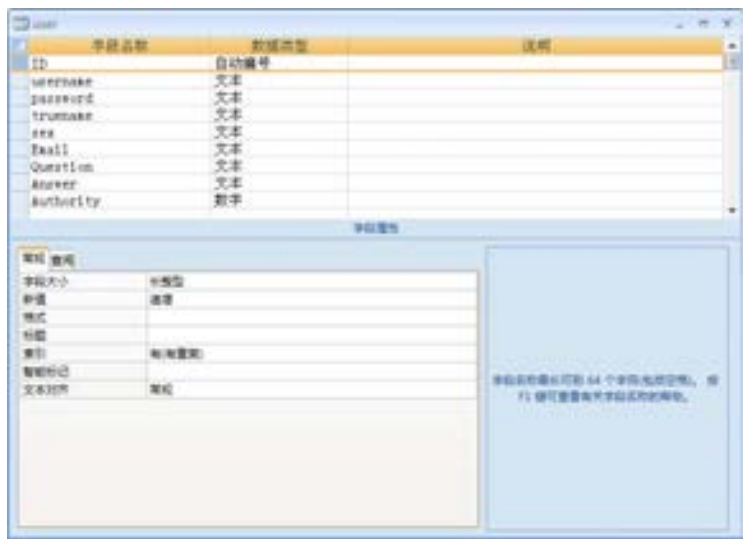 user
字段名称 数据类型 说明
ID 自动编号
username 文本
password 文本
truename 文本
sex 文本
Email 文本
Question 文本
Answer 文本
Authority 数字
字段属性
常规 查阅
字段大小 长整型
新值 递增
格式
标题
索引 有(有重复)
智能标记
文本对齐 常规
字段名称最长可到 64 个字符(包括空格)。 按
F1 键可查看有关字段名称的帮助。